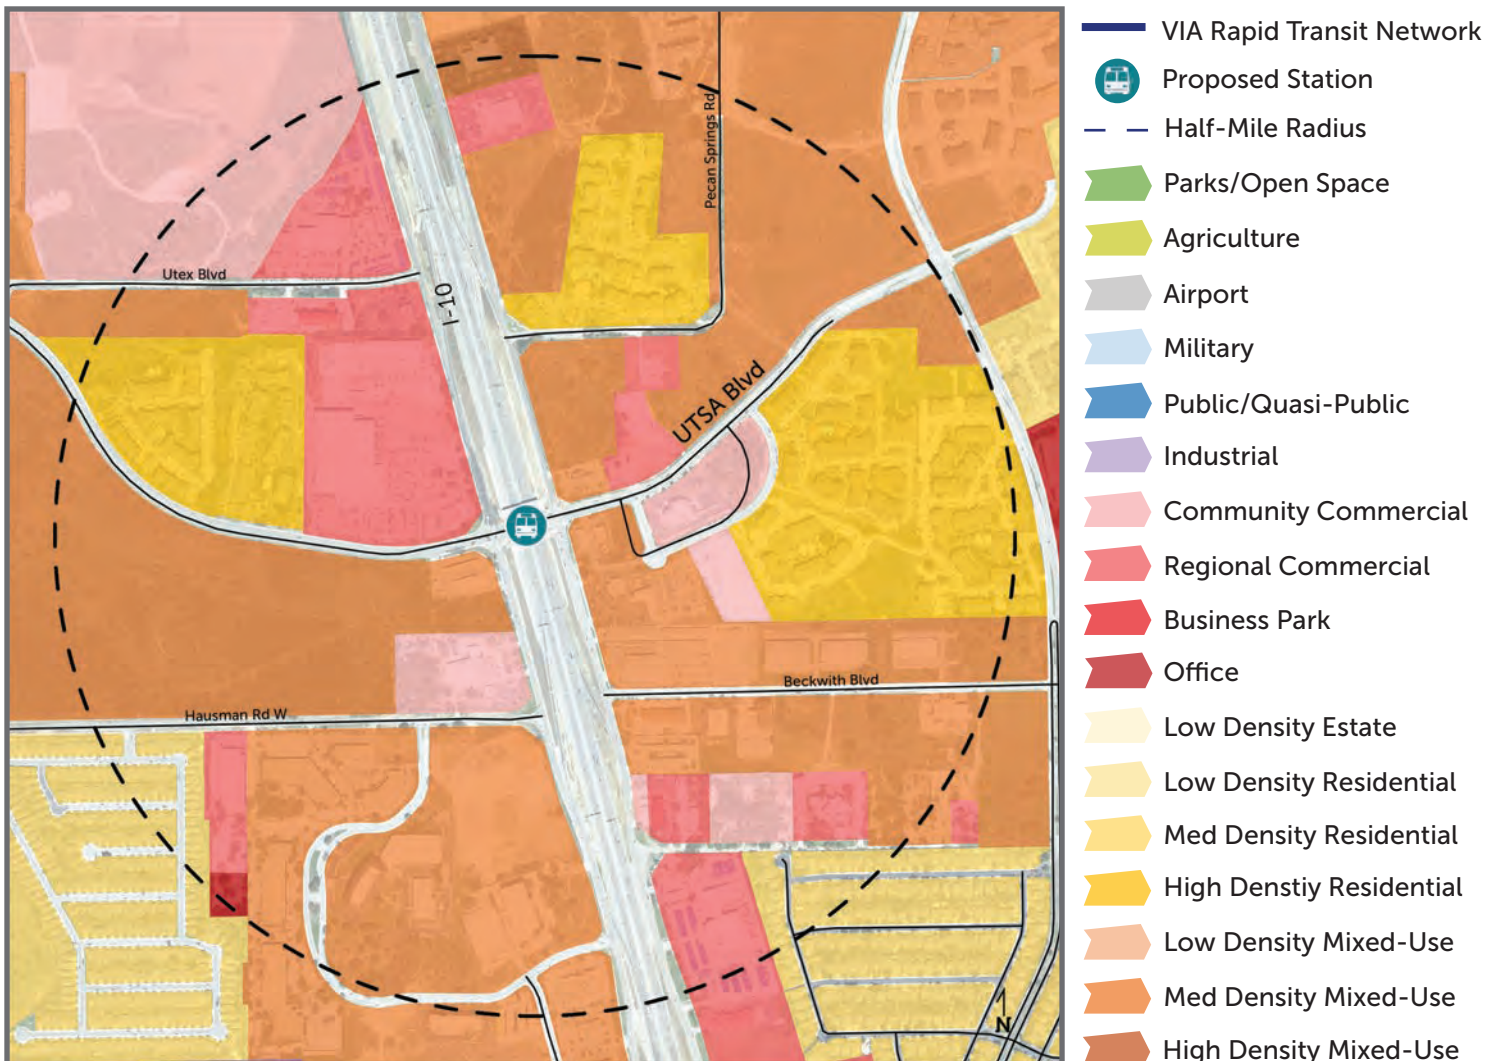 Pecan Springs Rd
Utex Blvd
I-10
UTSA Blvd
Beckwith Blvd
Hausman Rd W
N
VIA Rapid Transit Network
Proposed Station
Half-Mile Radius
Parks/Open Space
Agriculture
Airport
Military
Public/Quasi-Public
Industrial
Community Commercial
Regional Commercial
Business Park
Office
Low Density Estate
Low Density Residential
Med Density Residential
High Denstiy Residential
Low Density Mixed-Use
Med Density Mixed-Use
High Density Mixed-Use